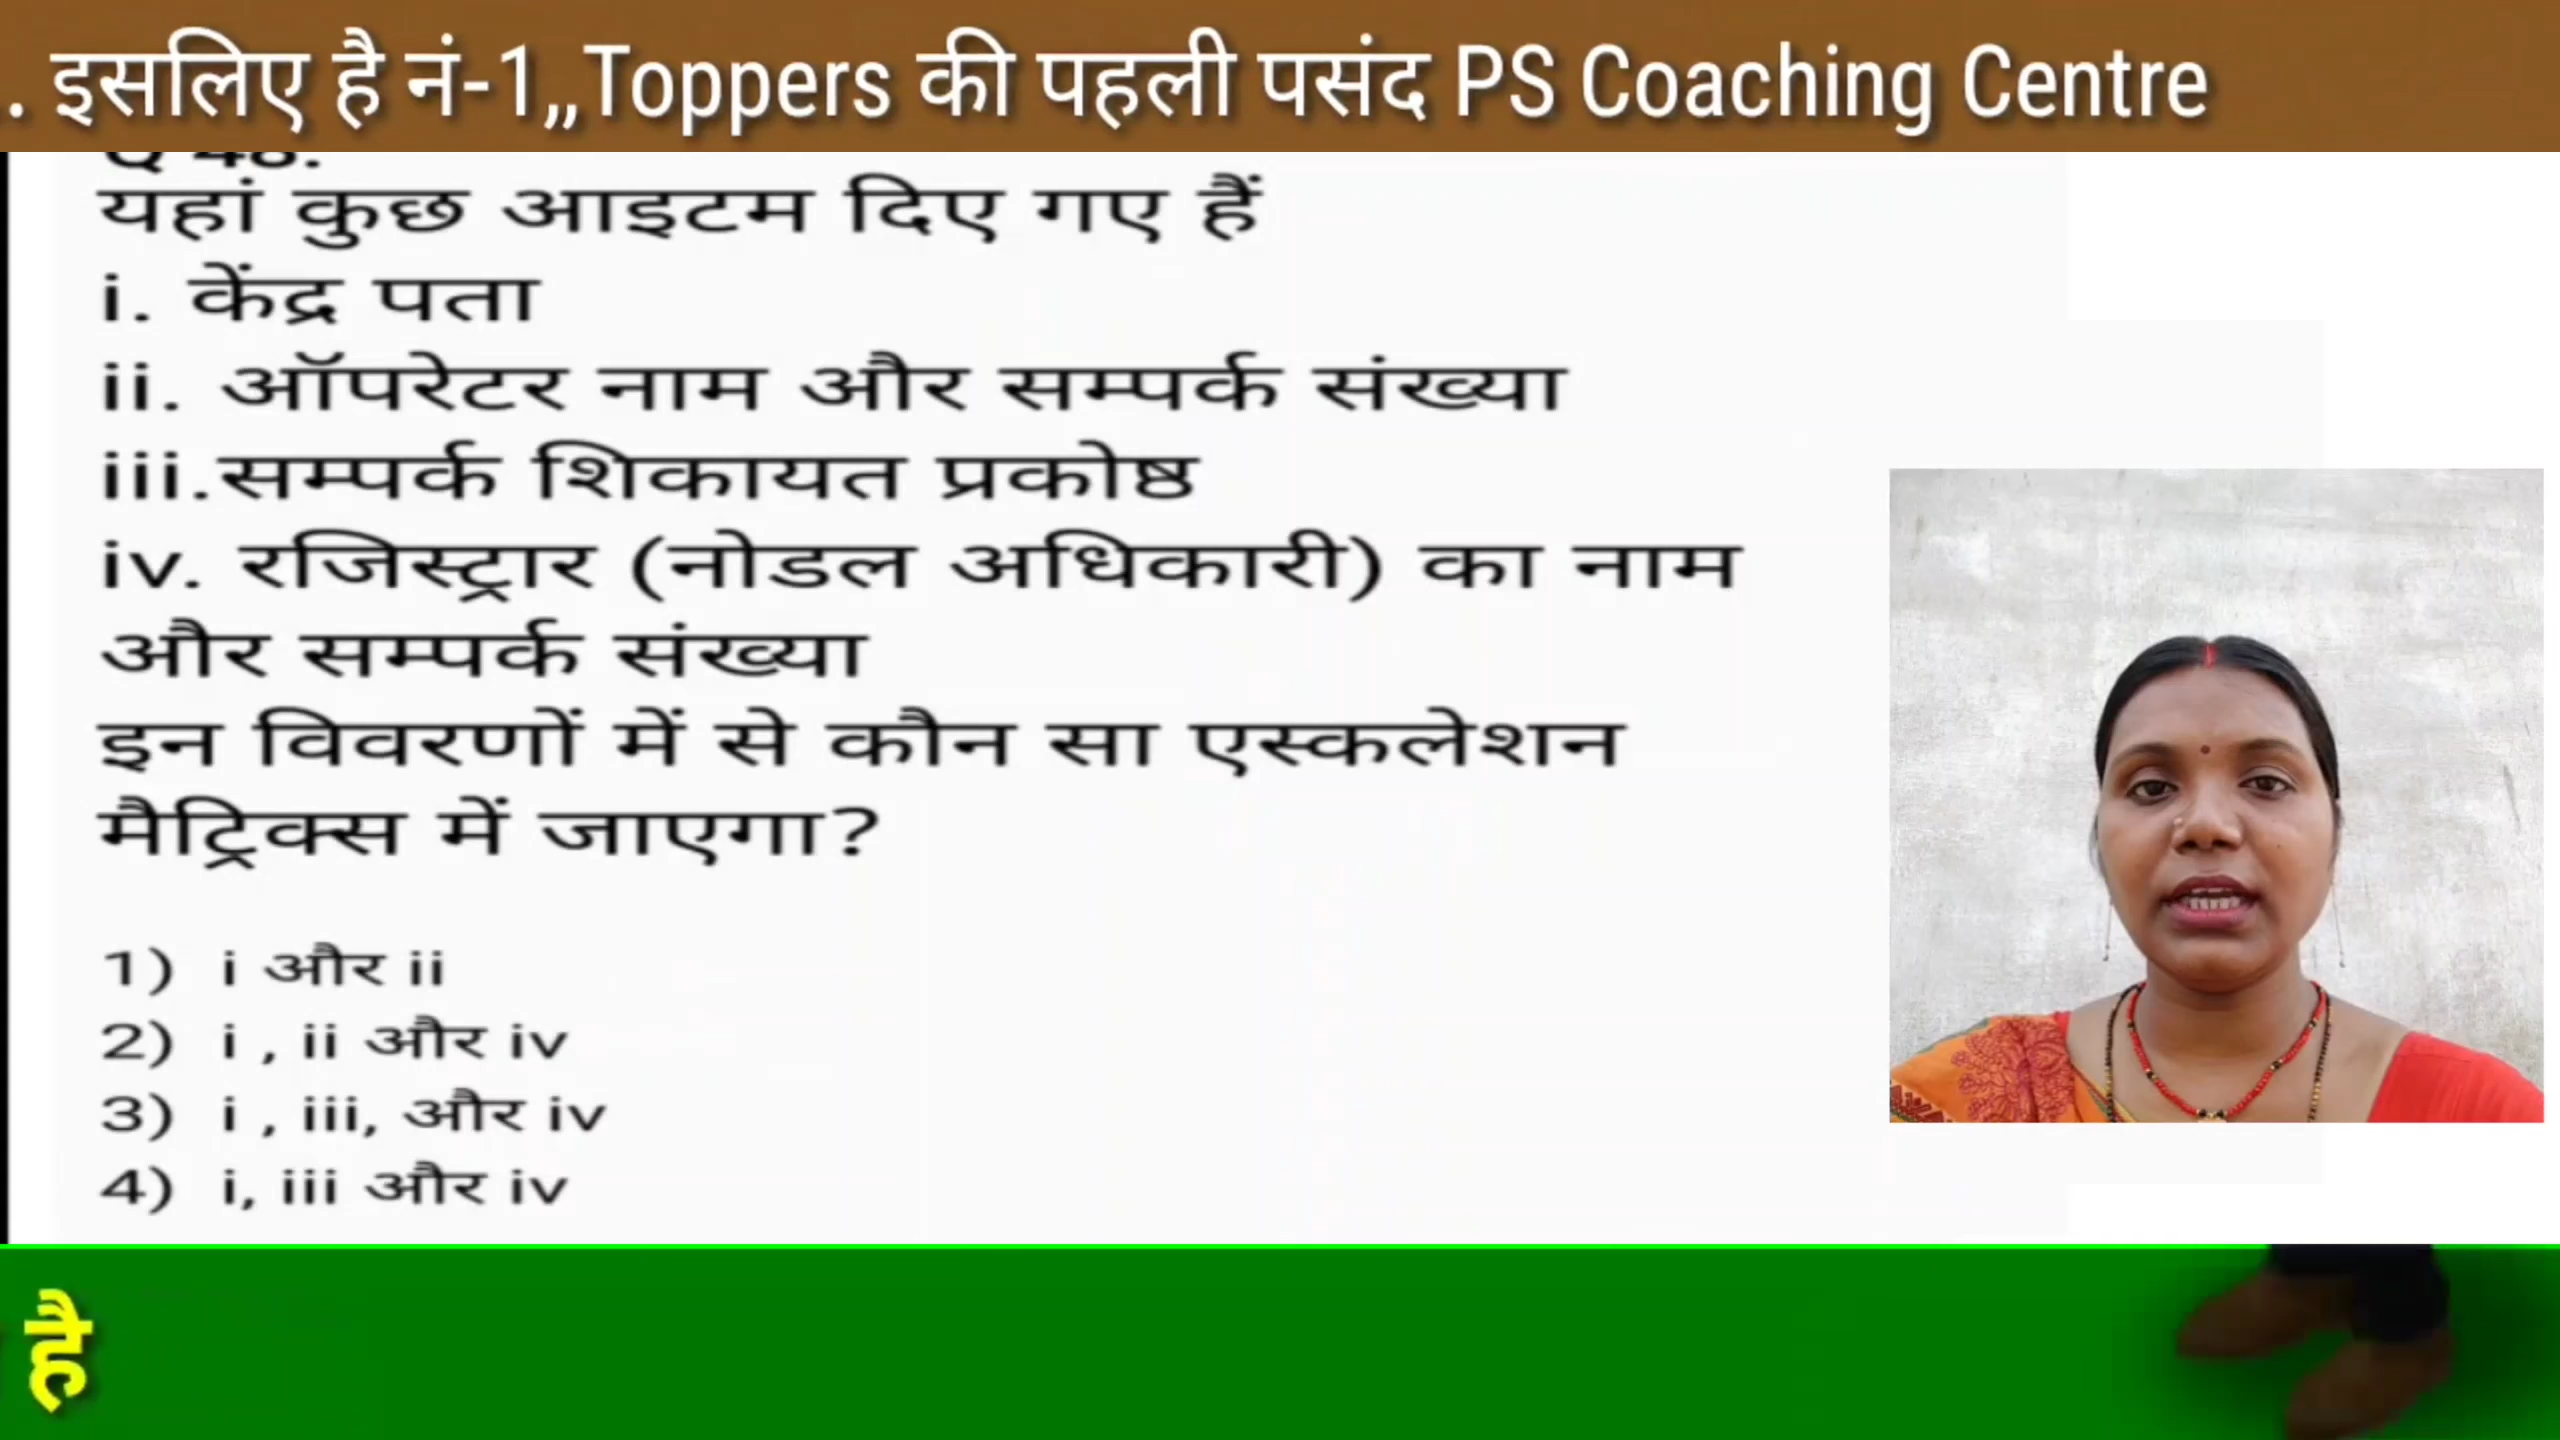 . इसलिए है नं-1,,Toppers की पहली पसंद PS Coaching Centre
Q 48.
यहां कुछ आइटम दिए गए हैं
i. केंद्र पता
ii. ऑपरेटर नाम और सम्पर्क संख्या
iii.सम्पर्क शिकायत प्रकोष्ठ
iv. रजिस्ट्रार (नोडल अधिकारी) का नाम
और सम्पर्क संख्या
इन विवरणों में से कौन सा एस्कलेशन
मैट्रिक्स में जाएगा?
1) i और ii
2) i , ii और iv
3) i , iii, और iv
4) i, iii और iv
है